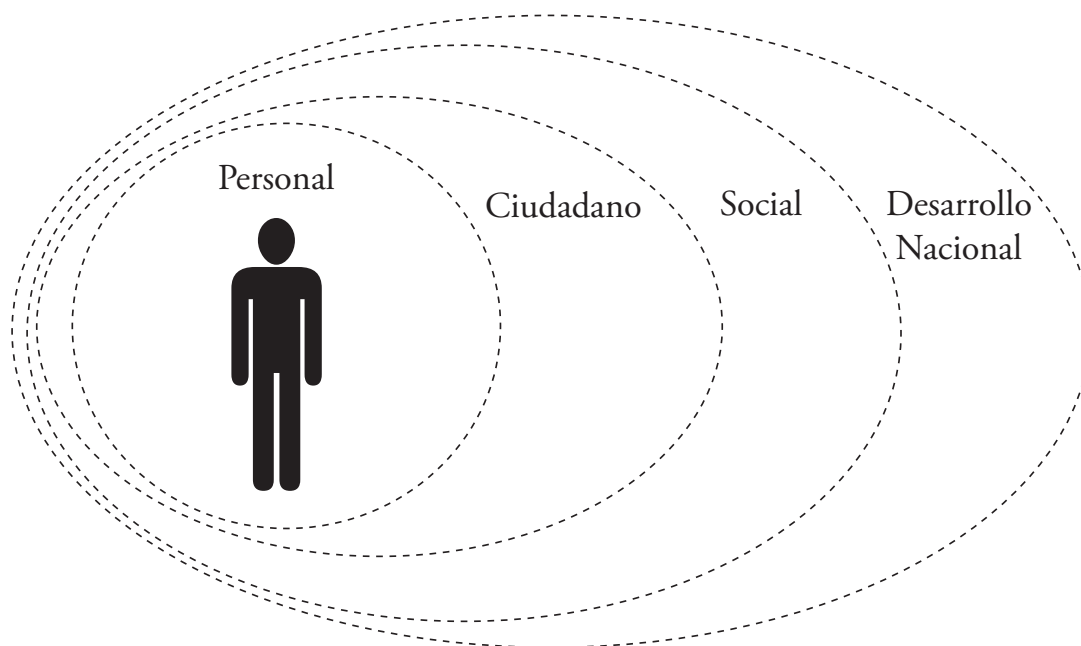 Personal
Ciudadano
Social
Desarrollo
Nacional